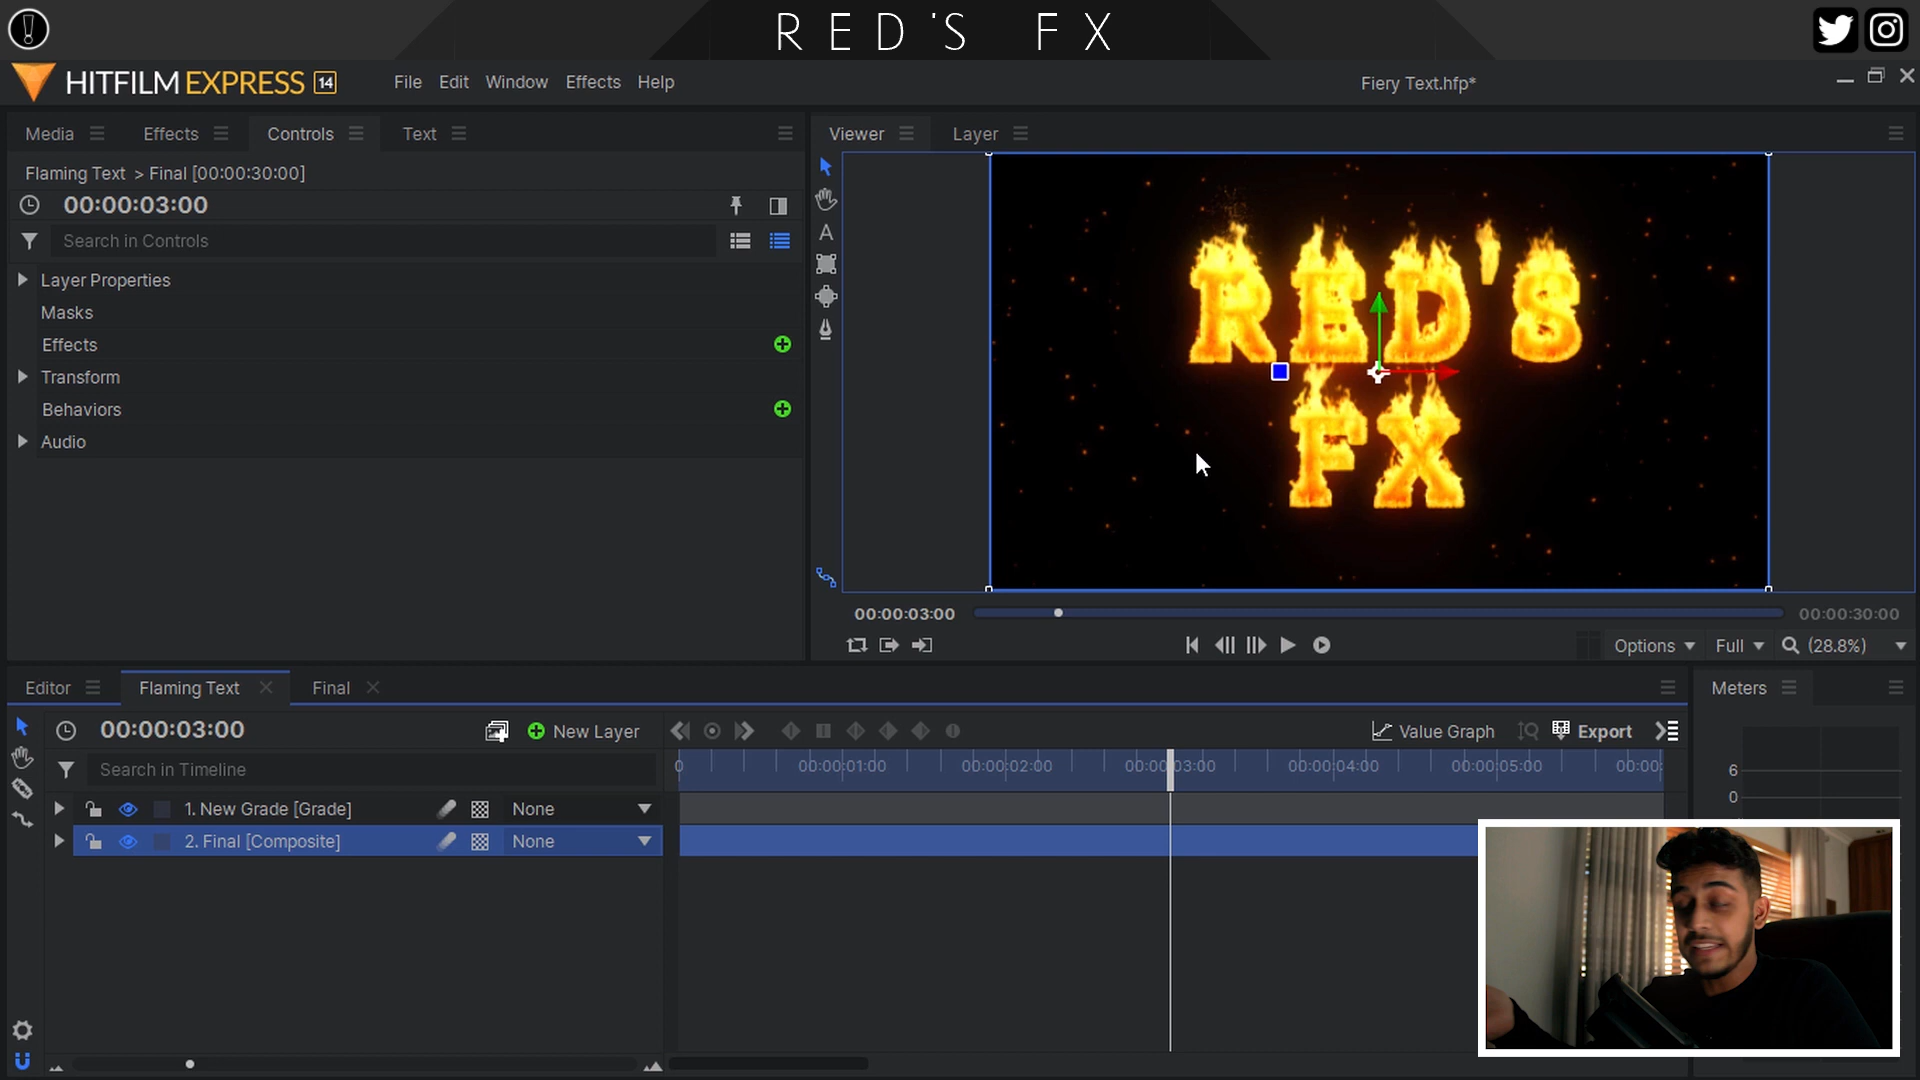 RED'S FX
HITFILM EXPRESS 14
File Edit Window Effects Help
Fiery Text.hfp*
Media Effects Controls Text
Viewer Layer
Flaming Text > Final [00:00:30:00]
00:00:03:00
Search in Controls
Layer Properties
Masks
Effects
Transform
Behaviors
Audio
RED'S
FX
00:00:03:00
00:00:30:00
Options Full (28.8%)
Editor Flaming Text Final
Meters
00:00:03:00
New Layer
Value Graph Export
Search in Timeline
0 00:00:01:00 00:00:02:00 00:00:03:00 00:00:04:00 00:00:05:00 00:00:
6
0
1. New Grade [Grade] None
2. Final [Composite] None